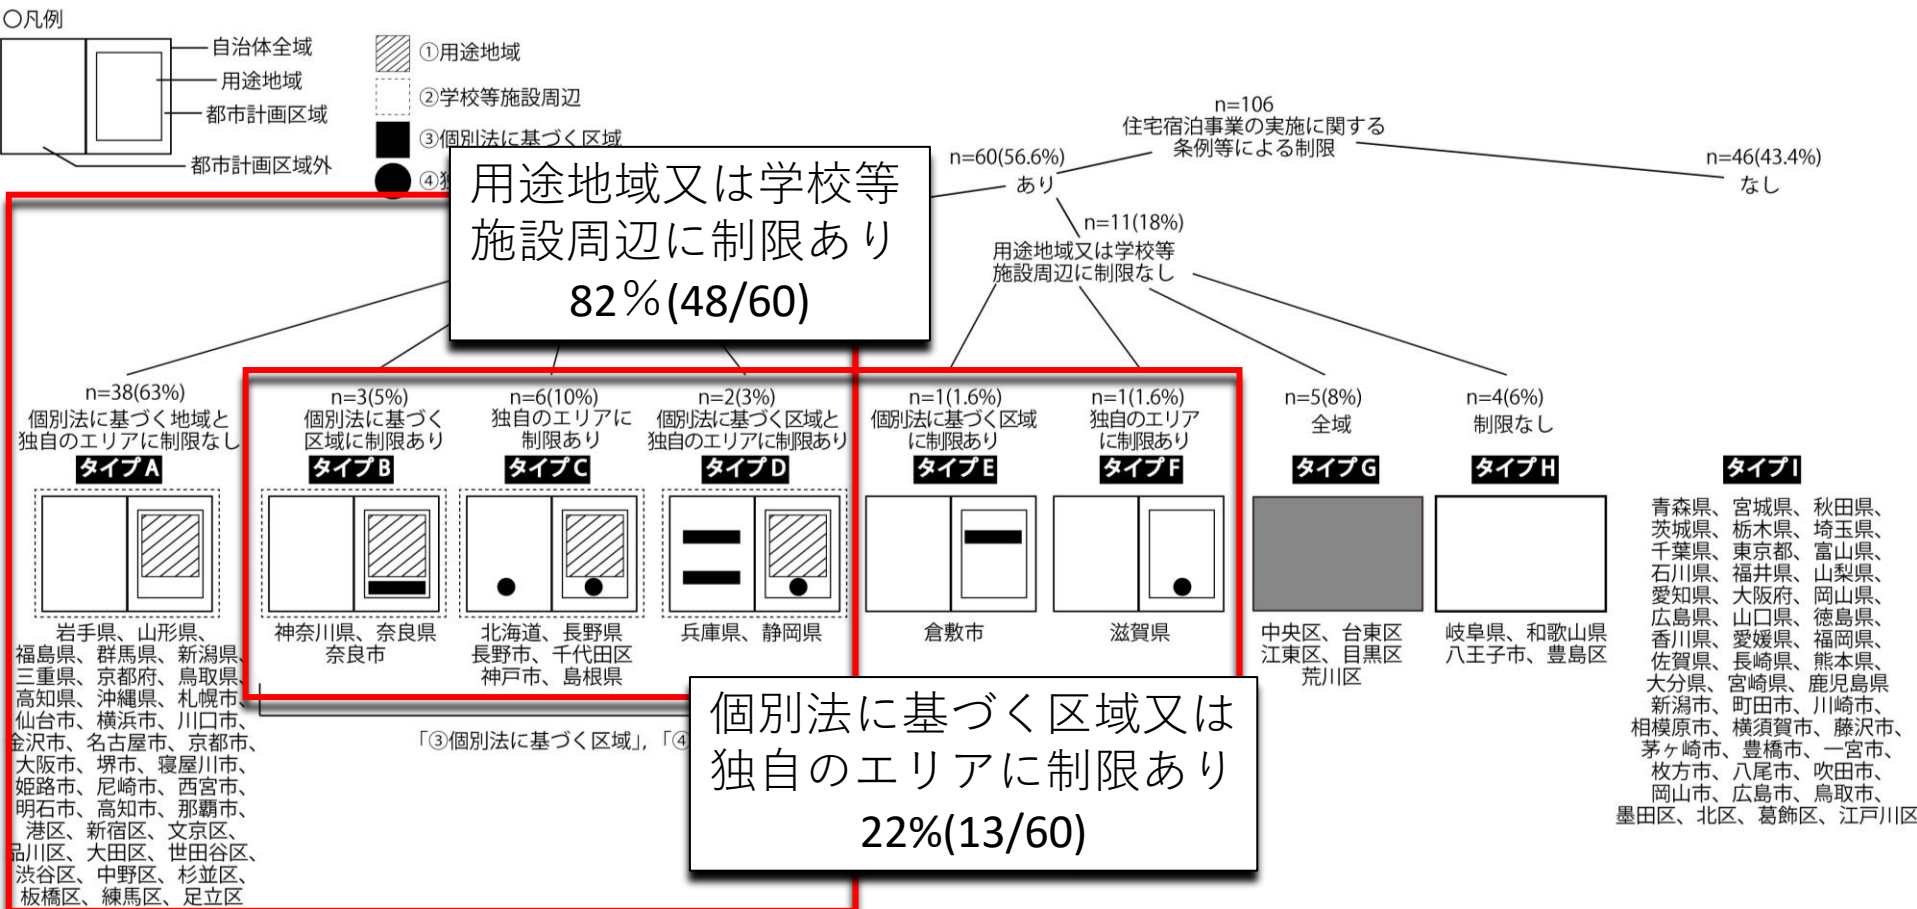 〇凡例
自治体全域
用途地域
都市計画区域
都市計画区域外
①用途地域
②学校等施設周辺
③個別法に基づく区域
④
n=106
住宅宿泊事業の実施に関する
条例等による制限
n=60(56.6%)
あり
n=46(43.4%)
なし
用途地域又は学校等
施設周辺に制限あり
82%(48/60)
n=11(18%)
用途地域又は学校等
施設周辺に制限なし
n=38(63%)
個別法に基づく地域と
独自のエリアに制限なし
タイプA
岩手県、山形県、
福島県、群馬県、新潟県、
三重県、京都府、鳥取県、
高知県、沖縄県、札幌市、
仙台市、横浜市、川口市、
金沢市、名古屋市、京都市、
大阪市、堺市、寝屋川市、
姫路市、尼崎市、西宮市、
明石市、高知市、那覇市、
港区、新宿区、文京区、
品川区、大田区、世田谷区、
渋谷区、中野区、杉並区、
板橋区、練馬区、足立区
n=3(5%)
個別法に基づく
区域に制限あり
タイプB
神奈川県、奈良県
奈良市
n=6(10%)
独自のエリアに
制限あり
タイプC
北海道、長野県
長野市、千代田区
神戸市、島根県
n=2(3%)
個別法に基づく区域と
独自のエリアに制限あり
タイプD
兵庫県、静岡県
n=1(1.6%)
個別法に基づく区域
に制限あり
タイプE
倉敷市
n=1(1.6%)
独自のエリア
に制限あり
タイプF
滋賀県
n=5(8%)
全域
タイプG
中央区、台東区
江東区、目黒区
荒川区
n=4(6%)
制限なし
タイプH
岐阜県、和歌山県
八王子市、豊島区
タイプI
青森県、宮城県、秋田県、
茨城県、栃木県、埼玉県、
千葉県、東京都、富山県、
石川県、福井県、山梨県、
愛知県、大阪府、岡山県、
広島県、山口県、徳島県、
香川県、愛媛県、福岡県、
佐賀県、長崎県、熊本県、
大分県、宮崎県、鹿児島県
新潟市、町田市、川崎市、
相模原市、横須賀市、藤沢市、
茅ヶ崎市、豊橋市、一宮市、
枚方市、八尾市、吹田市、
岡山市、広島市、鳥取市、
墨田区、北区、葛飾区、江戸川区
「③個別法に基づく区域」,「④
個別法に基づく区域又は
独自のエリアに制限あり
22%(13/60)